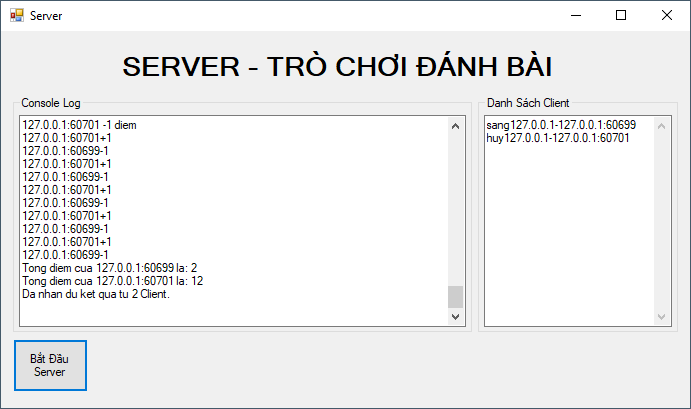 Server
SERVER - TRÒ CHƠI ĐÁNH BÀI
Console Log
127.0.0.1:60701 -1 diem
127.0.0.1:60701+1
127.0.0.1:60699-1
127.0.0.1:60701+1
127.0.0.1:60699-1
127.0.0.1:60701+1
127.0.0.1:60699-1
127.0.0.1:60701+1
127.0.0.1:60699-1
127.0.0.1:60701+1
127.0.0.1:60699-1
Tong diem cua 127.0.0.1:60699 la: 2
Tong diem cua 127.0.0.1:60701 la: 12
Da nhan du ket qua tu 2 Client.
Danh Sách Client
sang127.0.0.1-127.0.0.1:60699
huy127.0.0.1-127.0.0.1:60701
Bắt Đầu
Server